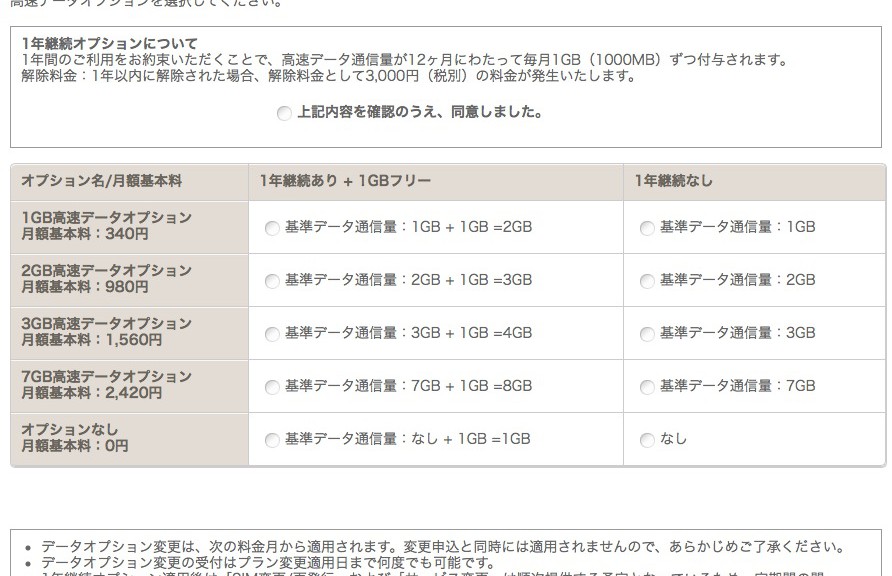 高速データオプションを選択してください。
1年継続オプションについて
1年間のご利用をお約束いただくことで、高速データ通信量が12ヶ月にわたって毎月1GB（1000MB）ずつ付与されます。
解除料金：1年以内に解除された場合、解除料金として3,000円（税別）の料金が発生いたします。
上記内容を確認のうえ、同意しました。
オプション名/月額基本料 1年継続あり + 1GBフリー 1年継続なし
1GB高速データオプション
月額基本料：340円
基準データ通信量：1GB + 1GB =2GB 基準データ通信量：1GB
2GB高速データオプション
月額基本料：980円
基準データ通信量：2GB + 1GB =3GB 基準データ通信量：2GB
3GB高速データオプション
月額基本料：1,560円
基準データ通信量：3GB + 1GB =4GB 基準データ通信量：3GB
7GB高速データオプション
月額基本料：2,420円
基準データ通信量：7GB + 1GB =8GB 基準データ通信量：7GB
オプションなし
月額基本料：0円
基準データ通信量：なし + 1GB =1GB なし
• データオプション変更は、次の料金月から適用されます。変更申込と同時には適用されませんので、あらかじめご了承ください。
• データオプション変更の受付はプラン変更適用日まで何度でも可能です。